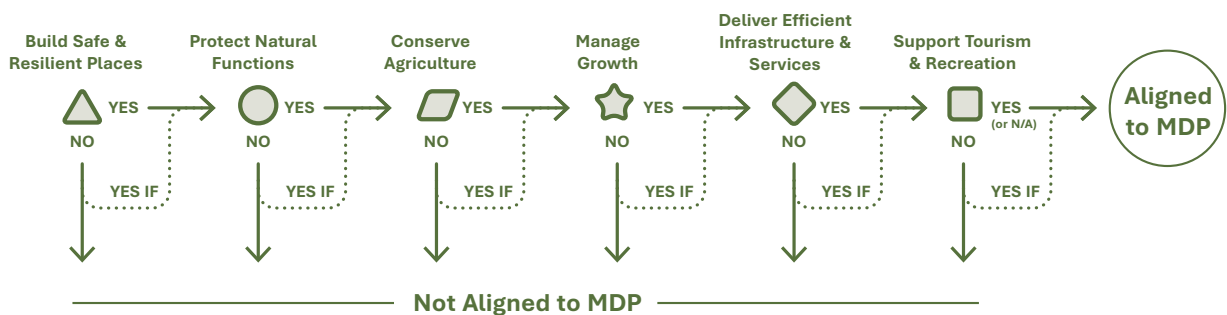 Build Safe &
Resilient Places
Protect Natural
Functions
Conserve
Agriculture
Manage
Growth
Deliver Efficient
Infrastructure &
Services
Support Tourism
& Recreation
YES
YES
YES
YES
YES
YES
(or N/A)
Aligned
to MDP
NO
NO
NO
NO
NO
NO
YES IF
YES IF
YES IF
YES IF
YES IF
YES IF
Not Aligned to MDP